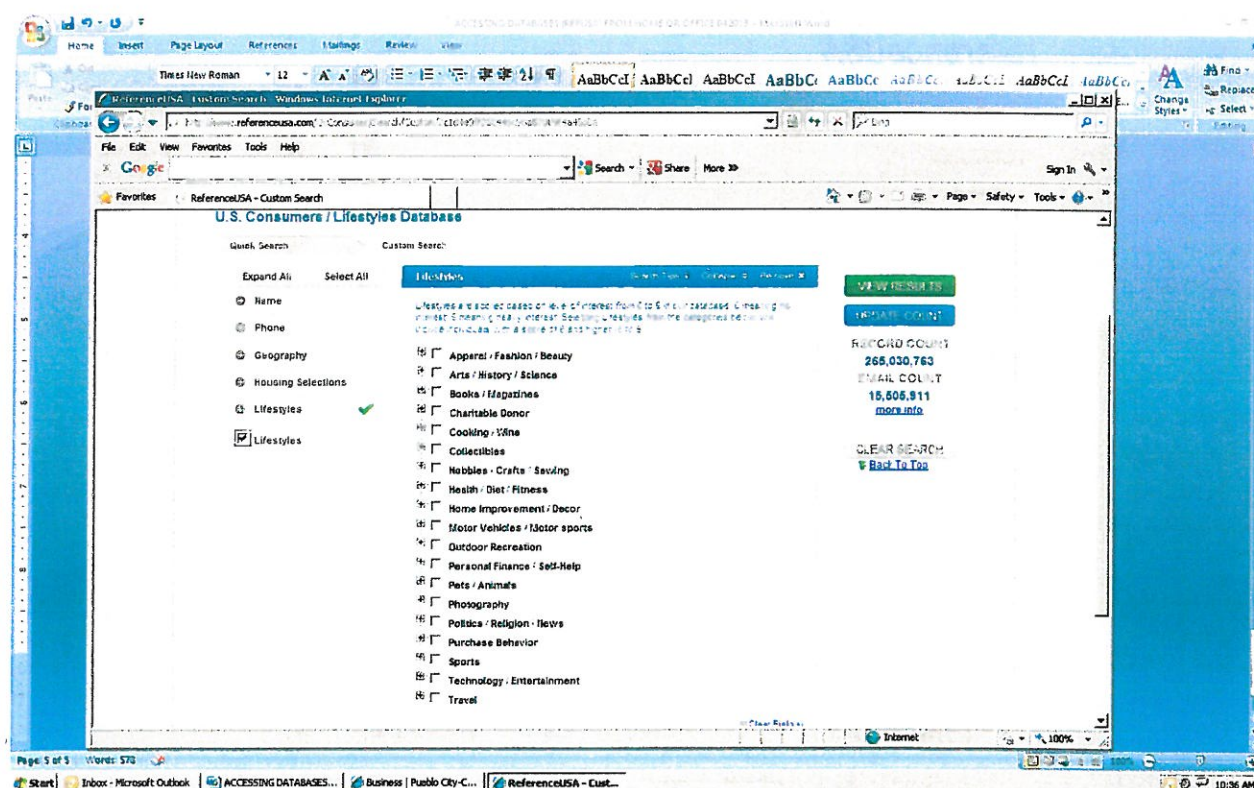 Home Insert Page Layout References Mailings Review View
Times New Roman 12
AaBbCcI AaBbCcI AaBbCcI AaBbCc AaBbCc AaBbCcI AaBbCcI
Change Styles
Find
Replace
Select
Editing
ReferenceUSA - Custom Search - Windows Internet Explorer
referenceusa.com
Bing
File Edit View Favorites Tools Help
Google Search Share More >> Sign In
Favorites ReferenceUSA - Custom Search Page Safety Tools
U.S. Consumers / Lifestyles Database
Quick Search Custom Search
Expand All Select All
Name
Phone
Geography
Housing Selections
Lifestyles
Lifestyles
Lifestyles
Apparel / Fashion / Beauty
Arts / History / Science
Books / Magazines
Charitable Donor
Cooking / Wine
Collectibles
Hobbies - Crafts / Sewing
Health / Diet / Fitness
Home Improvement / Decor
Motor Vehicles / Motor sports
Outdoor Recreation
Personal Finance / Self-Help
Pets / Animals
Photography
Politics / Religion - News
Purchase Behavior
Sports
Technology / Entertainment
Travel
VIEW RESULTS
UPDATE COUNT
RECORD COUNT
265,030,763
EMAIL COUNT
15,505,911
more info
CLEAR SEARCH
Back To Top
Internet 100%
Page: 5 of 5 Words: 578
Start Inbox - Microsoft Outlook ACCESSING DATABASES... Business | Pueblo City-C... ReferenceUSA - Cust... 10:36 AM